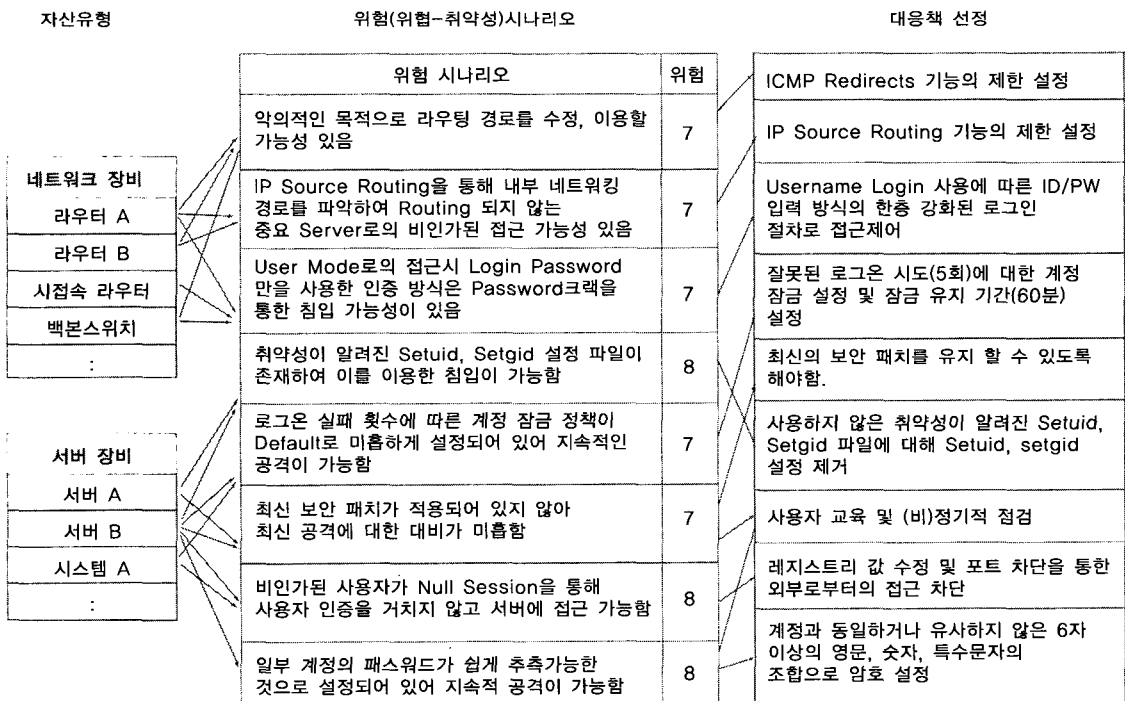 자산유형
위험(위협-취약성)시나리오
대응책 선정
네트워크 장비
라우터 A
라우터 B
시접속 라우터
백본스위치
:
서버 장비
서버 A
서버 B
시스템 A
:
위험 시나리오
위험
악의적인 목적으로 라우팅 경로를 수정, 이용할
가능성 있음
7
IP Source Routing을 통해 내부 네트워킹
경로를 파악하여 Routing 되지 않는
중요 Server로의 비인가된 접근 가능성 있음
7
User Mode로의 접근시 Login Password
만을 사용한 인증 방식은 Password크랙을
통한 침입 가능성이 있음
7
취약성이 알려진 Setuid, Setgid 설정 파일이
존재하여 이를 이용한 침입이 가능함
8
로그온 실패 횟수에 따른 계정 잠금 정책이
Default로 미흡하게 설정되어 있어 지속적인
공격이 가능함
7
최신 보안 패치가 적용되어 있지 않아
최신 공격에 대한 대비가 미흡함
7
비인가된 사용자가 Null Session을 통해
사용자 인증을 거치지 않고 서버에 접근 가능함
8
일부 계정의 패스워드가 쉽게 추측가능한
것으로 설정되어 있어 지속적 공격이 가능함
8
ICMP Redirects 기능의 제한 설정
IP Source Routing 기능의 제한 설정
Username Login 사용에 따른 ID/PW
입력 방식의 한층 강화된 로그인
절차로 접근제어
잘못된 로그온 시도(5회)에 대한 계정
잠금 설정 및 잠금 유지 기간(60분)
설정
최신의 보안 패치를 유지 할 수 있도록
해야함.
사용하지 않은 취약성이 알려진 Setuid,
Setgid 파일에 대해 Setuid, setgid
설정 제거
사용자 교육 및 (비)정기적 점검
레지스트리 값 수정 및 포트 차단을 통한
외부로부터의 접근 차단
계정과 동일하거나 유사하지 않은 6자
이상의 영문, 숫자, 특수문자의
조합으로 암호 설정